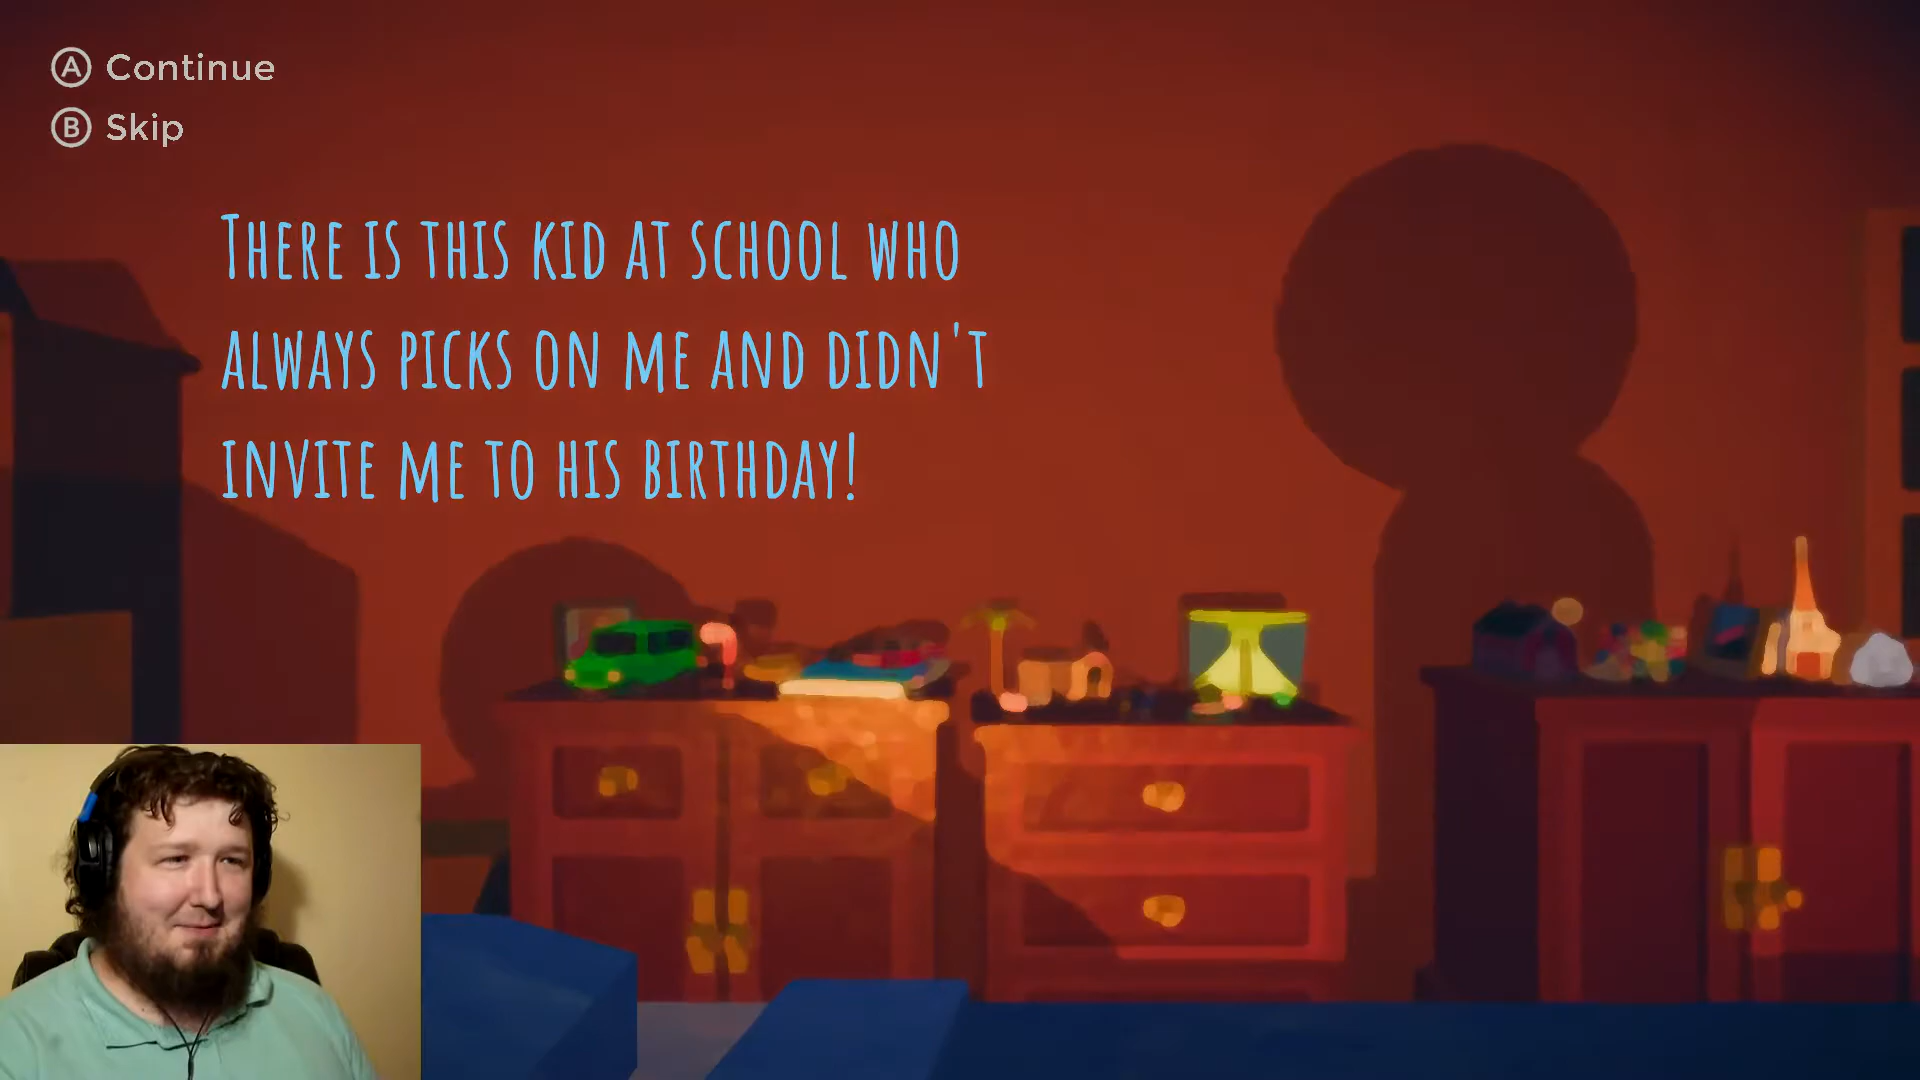 A Continue
B Skip
THERE IS THIS KID AT SCHOOL WHO
ALWAYS PICKS ON ME AND DIDN'T
INVITE ME TO HIS BIRTHDAY!